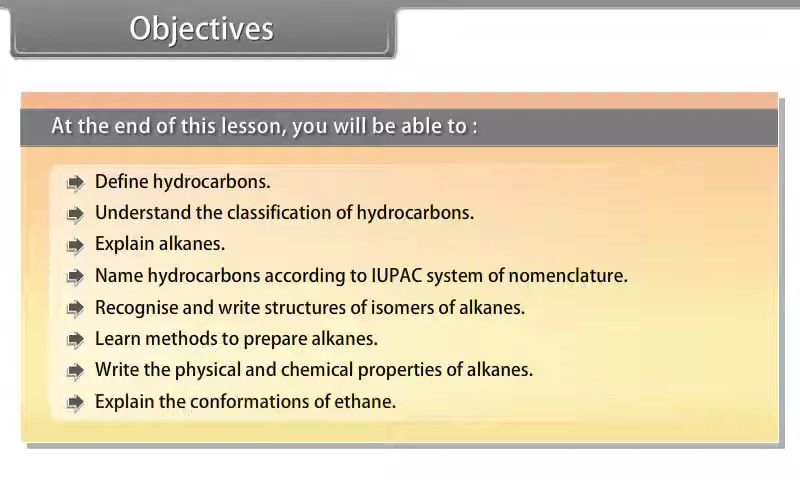 Objectives
At the end of this lesson, you will be able to :
Define hydrocarbons.
Understand the classification of hydrocarbons.
Explain alkanes.
Name hydrocarbons according to IUPAC system of nomenclature.
Recognise and write structures of isomers of alkanes.
Learn methods to prepare alkanes.
Write the physical and chemical properties of alkanes.
Explain the conformations of ethane.